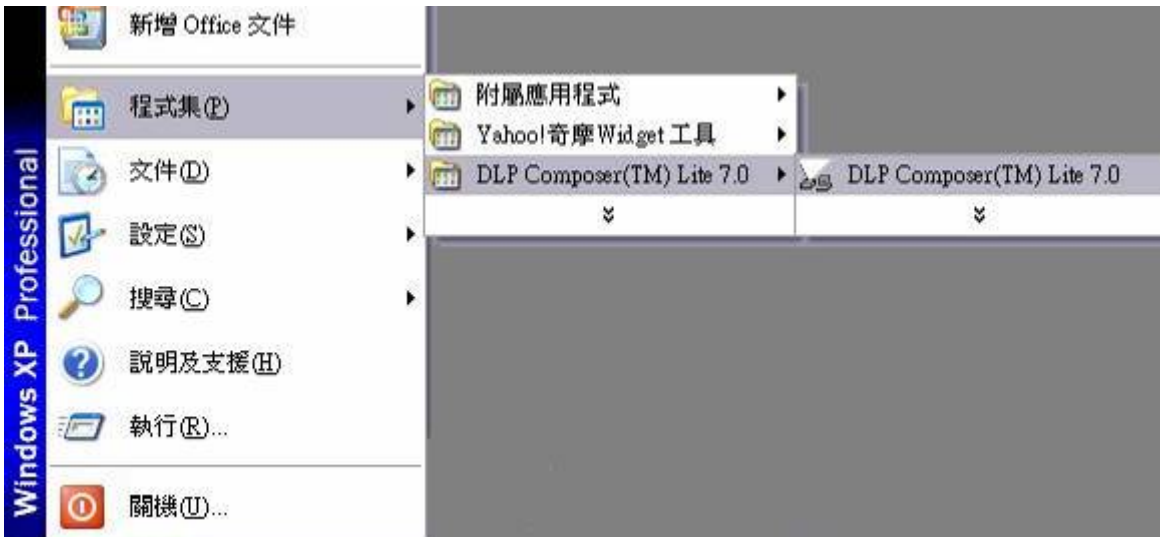 新增 Office 文件
程式集(P)
文件(D)
設定(S)
搜尋(C)
說明及支援(H)
執行(R)...
關機(U)...
Windows XP Professional
附屬應用程式
Yahoo!奇摩Widget 工具
DLP Composer(TM) Lite 7.0
DLP Composer(TM) Lite 7.0